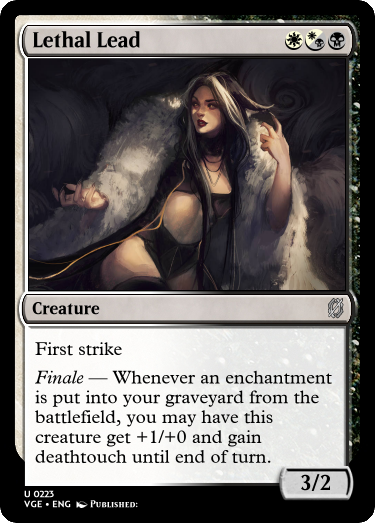 Lethal Lead
Creature
First strike
Finale — Whenever an enchantment
is put into your graveyard from the
battlefield, you may have this
creature get +1/+0 and gain
deathtouch until end of turn.
3/2
U 0223
VGE • ENG Published: